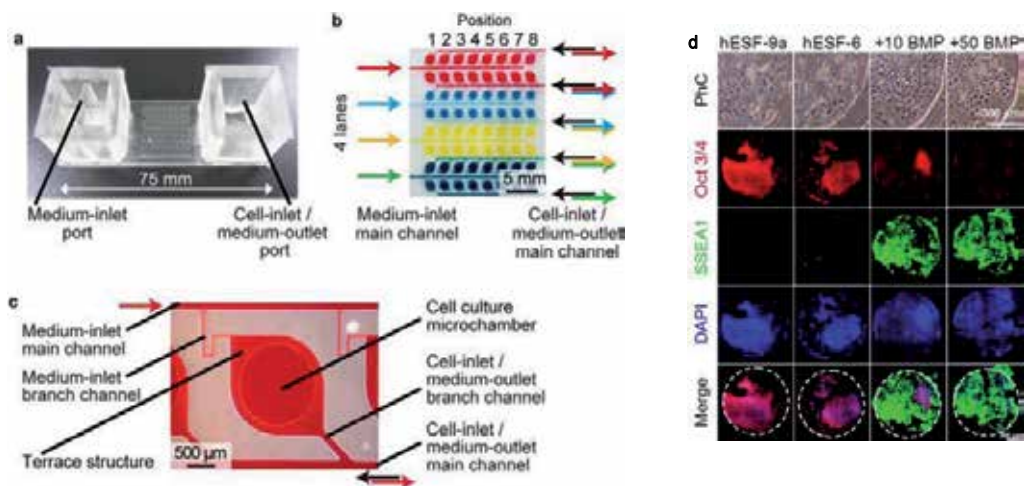 a
75 mm
Medium-inlet
port
Cell-inlet /
medium-outlet
port
b
Position
1 2 3 4 5 6 7 8
4 lanes
5 mm
Medium-inlet
main channel
Cell-inlet /
medium-outlet
main channel
c
Medium-inlet
main channel
Medium-inlet
branch channel
Terrace structure
500 µm
Cell culture
microchamber
Cell-inlet /
medium-outlet
branch channel
Cell-inlet /
medium-outlet
main channel
d
hESF-9a hESF-6 +10 BMP +50 BMP
PhC
Oct 3/4
SSEA1
DAPI
Merge